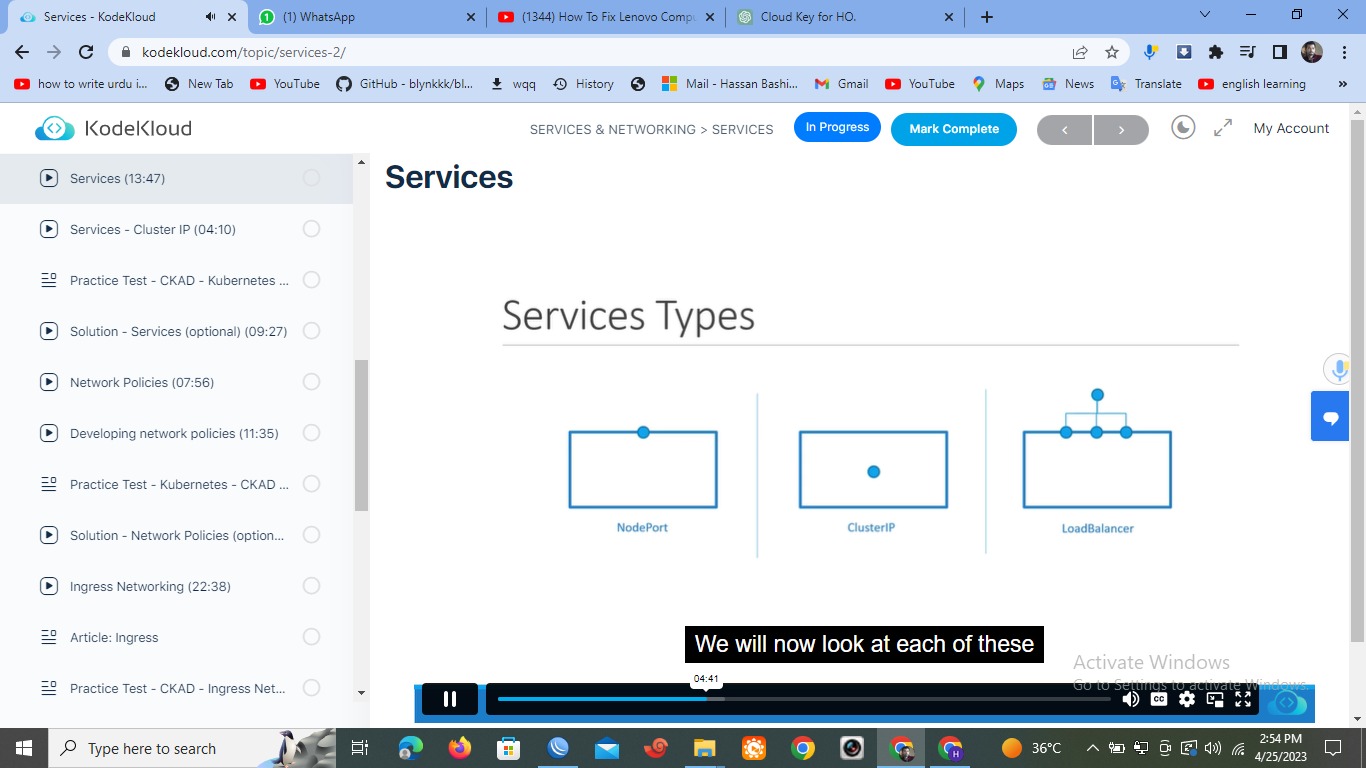 Services - KodeKloud
(1) WhatsApp
(1344) How To Fix Lenovo Compu
Cloud Key for HO.
kodekloud.com/topic/services-2/
how to write urdu i...
New Tab
YouTube
GitHub - blynkkk/bl...
wqq
History
Mail - Hassan Bashi...
Gmail
YouTube
Maps
News
Translate
english learning
»
KodeKloud
SERVICES & NETWORKING > SERVICES
In Progress
Mark Complete
<
>
My Account
Services (13:47)
Services - Cluster IP (04:10)
Practice Test - CKAD - Kubernetes ...
Solution - Services (optional) (09:27)
Network Policies (07:56)
Developing network policies (11:35)
Practice Test - Kubernetes - CKAD ...
Solution - Network Policies (option...
Ingress Networking (22:38)
Article: Ingress
Practice Test - CKAD - Ingress Net...
Services
Services Types
NodePort
ClusterIP
LoadBalancer
We will now look at each of these
Activate Windows
Go to Settings to activate Windows.
04:41
CC
Type here to search
H
36°C
2:54 PM
4/25/2023